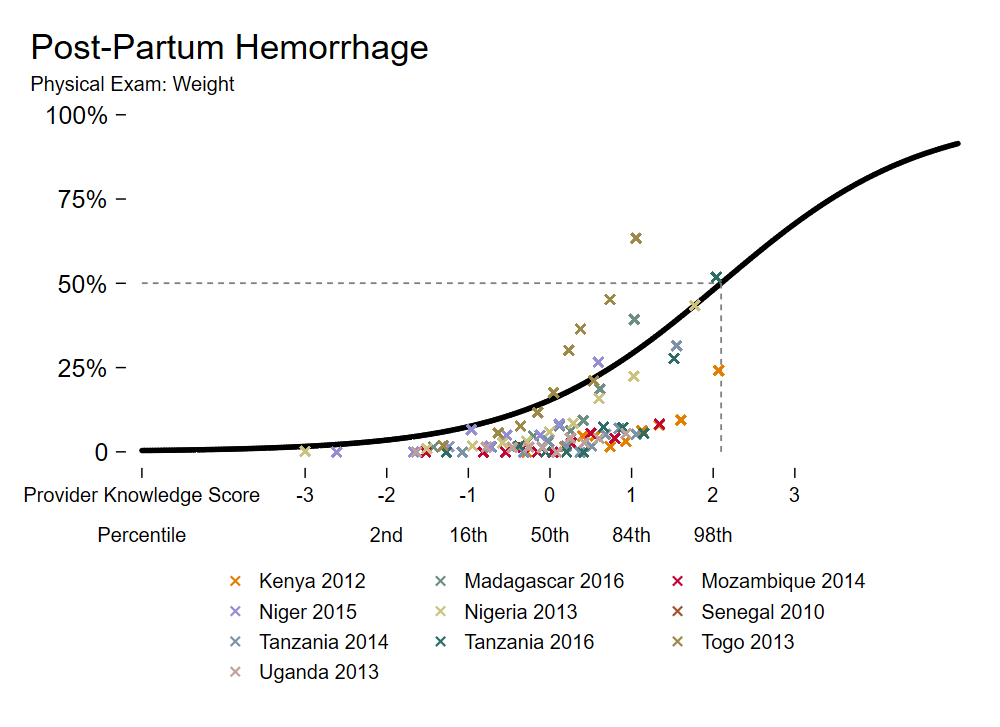 Post-Partum Hemorrhage
Physical Exam: Weight
100%
75%
50%
25%
0
Provider Knowledge Score -3 -2 -1 0 1 2 3
Percentile 2nd 16th 50th 84th 98th
Kenya 2012 Madagascar 2016 Mozambique 2014
Niger 2015 Nigeria 2013 Senegal 2010
Tanzania 2014 Tanzania 2016 Togo 2013
Uganda 2013